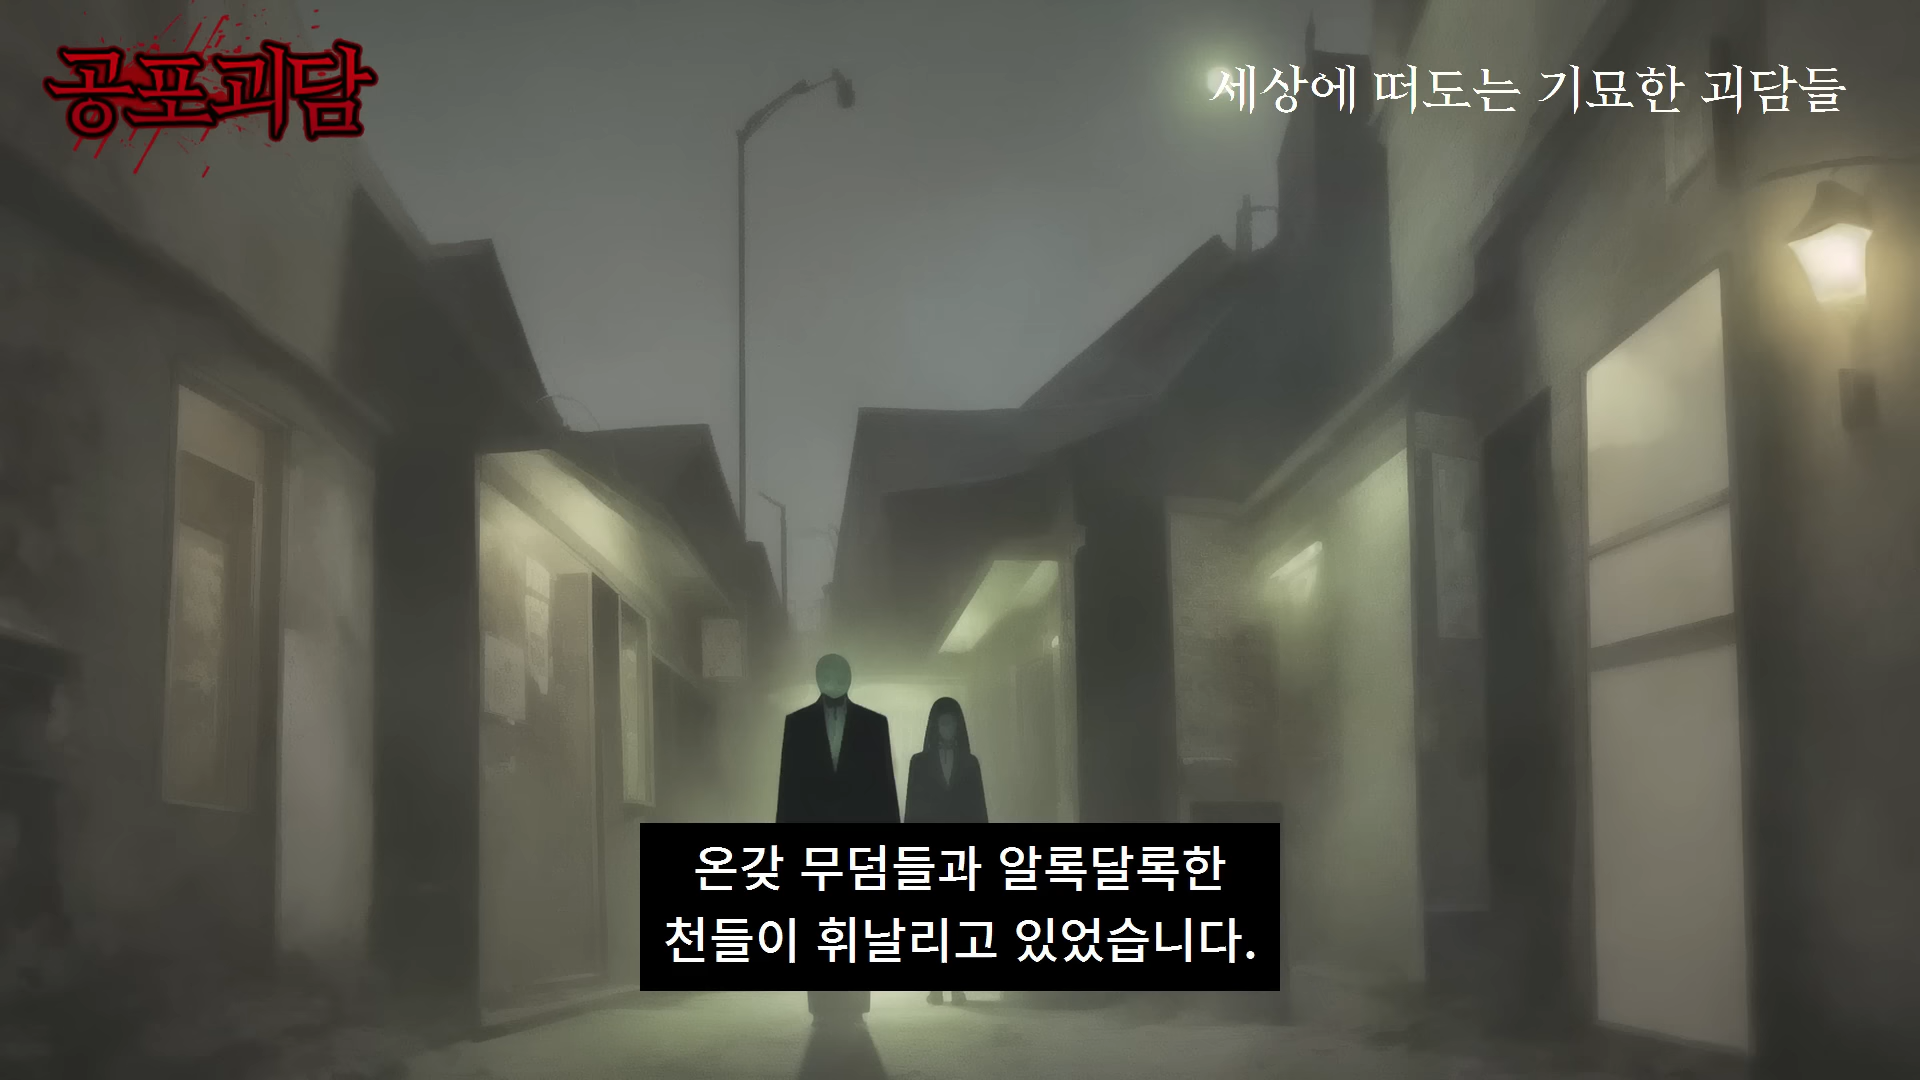 공포괴담
세상에 떠도는 기묘한 괴담들
온갖 무덤들과 알록달록한
천들이 휘날리고 있었습니다.